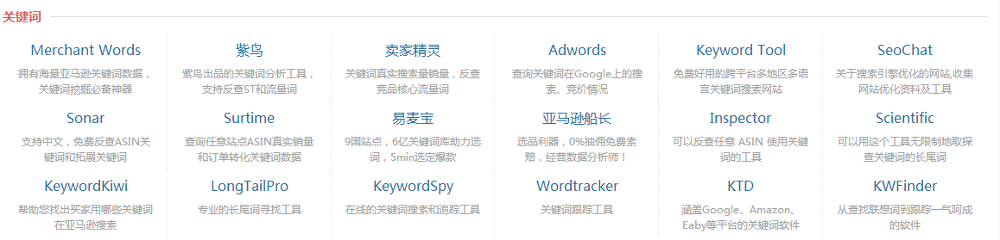 关键词
Merchant Words
拥有海量亚马逊关键词数据，
关键词挖掘必备神器
紫鸟
紫鸟出品的关键词分析工具，
支持反查ST和流量词
卖家精灵
关键词真实搜索量销量，反查
竞品核心流量词
Adwords
查询关键词在Google上的搜
索、竞价情况
Keyword Tool
免费好用的跨平台多地区多语
言关键词搜索网站
SeoChat
关于搜索引擎优化的网站,收集
网站优化资料及工具
Sonar
支持中文，免费反查ASIN关
键词和拓展关键词
Surtime
查询任意站点ASIN真实销量
和订单转化关键词数据
易麦宝
9国站点，6亿关键词库助力选
词，5min选定爆款
亚马逊船长
选品利器，0%抽佣免费索
赔，经营数据分析师！
Inspector
可以反查任意 ASIN 使用关键
词的工具
Scientific
可以用这个工具无限制地取探
查关键词的长尾词
KeywordKiwi
帮助您找出买家用哪些关键词
在亚马逊搜索
LongTailPro
专业的长尾词寻找工具
KeywordSpy
在线的关键词搜索和追踪工具
Wordtracker
关键词跟踪工具
KTD
涵盖Google、Amazon、
Eaby等平台的关键词软件
KWFinder
从查找联想词到跟踪一气呵成
的软件